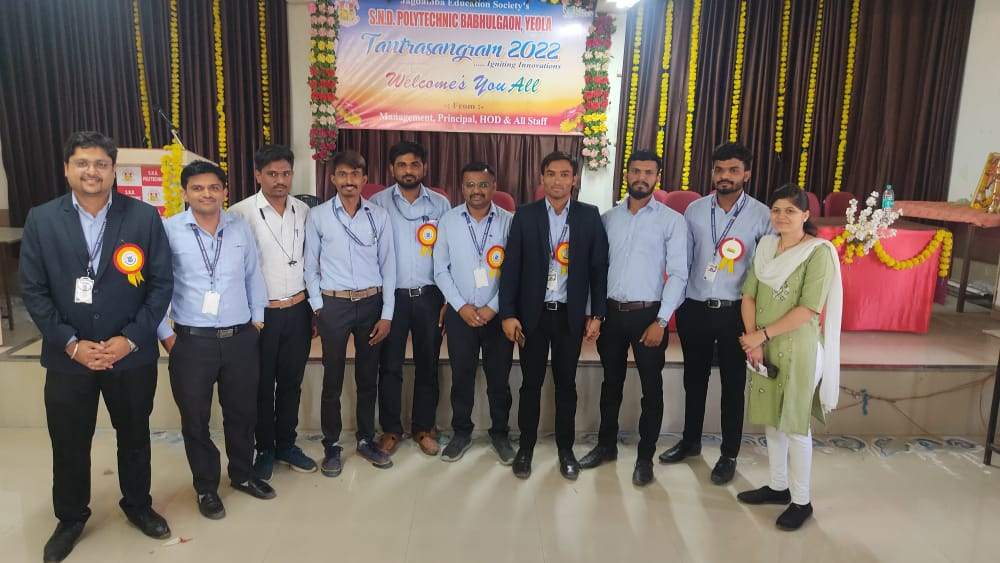 Jagdamba Education Society's
S.N.D. POLYTECHNIC BABHULGAON, YEOLA
Tantrasangram 2022
..... Igniting Innovations
Welcome's You All
-: From :-
Management, Principal, HOD & All Staff
S.N.D.
POLYTECHNIC